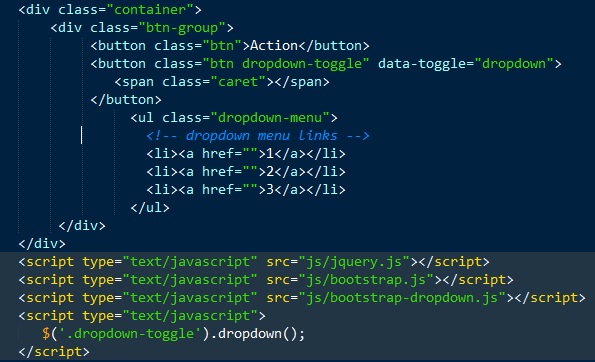 <div class="container">
<div class="btn-group">
<button class="btn">Action</button>
<button class="btn dropdown-toggle" data-toggle="dropdown">
<span class="caret"></span>
</button>
<ul class="dropdown-menu">
<!-- dropdown menu links -->
<li><a href="">1</a></li>
<li><a href="">2</a></li>
<li><a href="">3</a></li>
</ul>
</div>
</div>
<script type="text/javascript" src="js/jquery.js"></script>
<script type="text/javascript" src="js/bootstrap.js"></script>
<script type="text/javascript" src="js/bootstrap-dropdown.js"></script>
<script type="text/javascript">
$('.dropdown-toggle').dropdown();
</script>